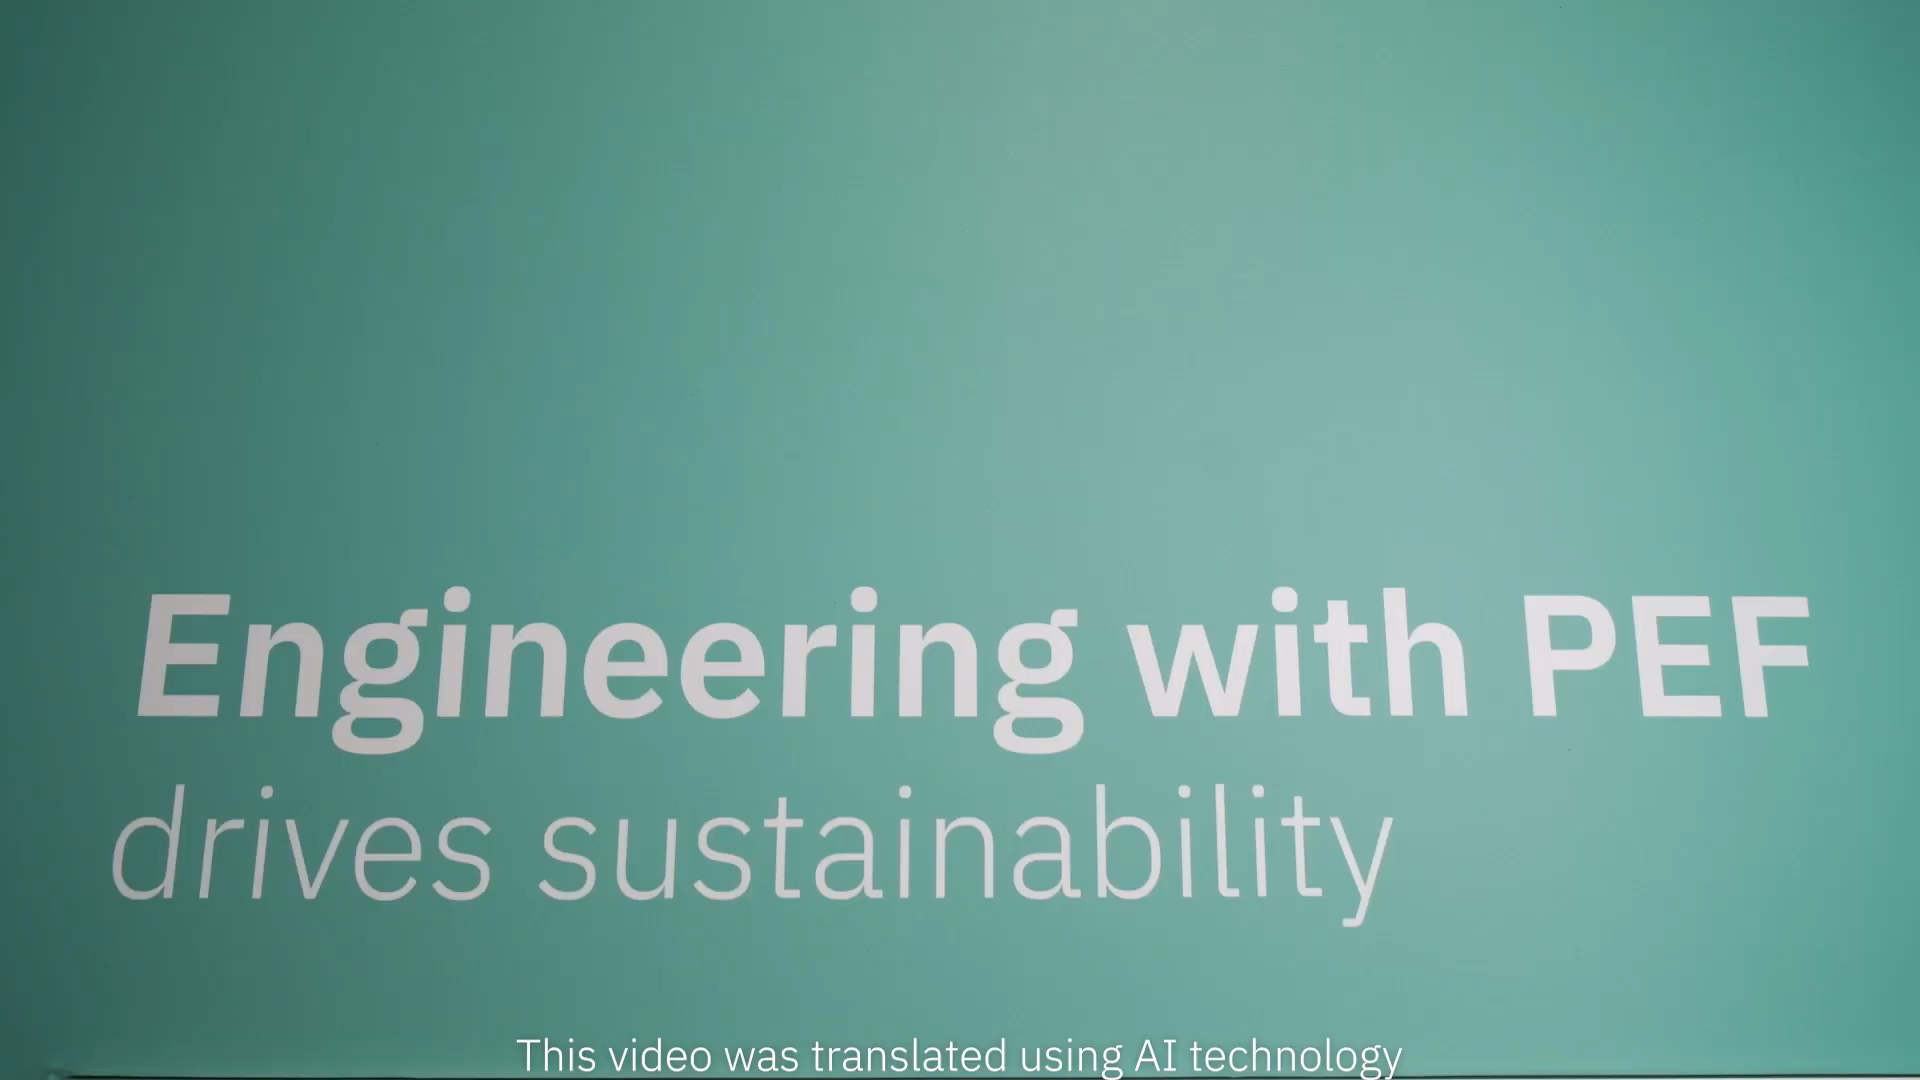 Engineering with PEF
drives sustainability
This video was translated using AI technology